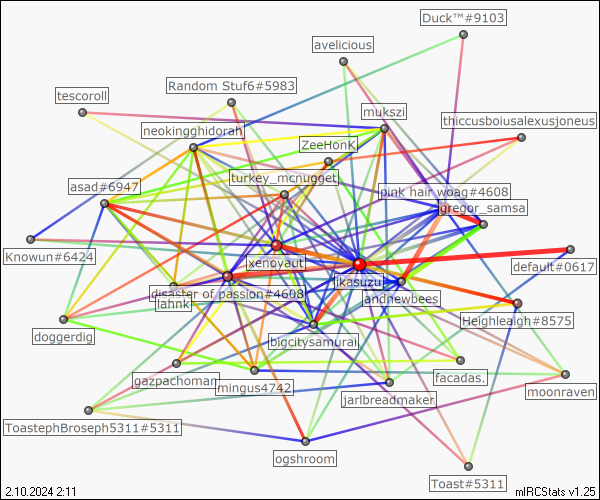 Duck™#9103
avelicious
Random Stuf6#5983
tescoroll
mukszi
thiccusboiusalexusjoneus
neokingghidorah
ZeeHonK
turkey_mcnugget
asad#6947
pink hair woag#4608
gregor_samsa
Knowun#6424
xenovaut
default#0617
jkasuzu
disaster of passion#4608
andnewbees
Jahnk
Heighleaigh#8575
doggerdig
bigcitysamurai
gazpachoman
mingus4742
facadas.
jarlbreadmaker
moonraven
ToastephBroseph5311#5311
ogshroom
Toast#5311
2.10.2024 2:11
mIRCStats v1.25